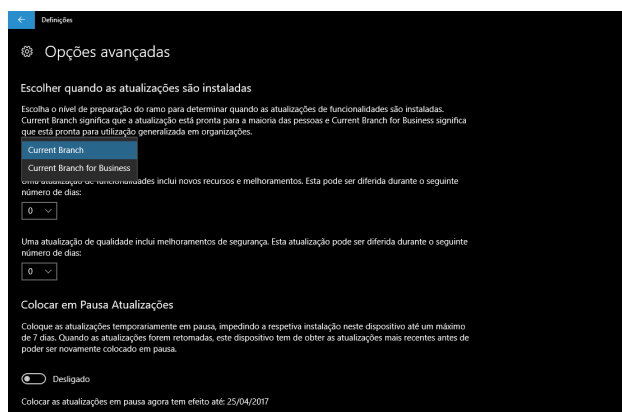 Definições
Opções avançadas
Escolher quando as atualizações são instaladas
Escolha o nível de preparação do ramo para determinar quando as atualizações de funcionalidades são instaladas.
Current Branch significa que a atualização está pronta para a maioria das pessoas e Current Branch for Business significa
que está pronta para utilização generalizada em organizações.
Current Branch
Current Branch for Business
Uma atualização de funcionalidades inclui novos recursos e melhoramentos. Esta pode ser diferida durante o seguinte
número de dias:
0
Uma atualização de qualidade inclui melhoramentos de segurança. Esta atualização pode ser diferida durante o seguinte
número de dias:
0
Colocar em Pausa Atualizações
Coloque as atualizações temporariamente em pausa, impedindo a respetiva instalação neste dispositivo até um máximo
de 7 dias. Quando as atualizações forem retomadas, este dispositivo tem de obter as atualizações mais recentes antes de
poder ser novamente colocado em pausa.
Desligado
Colocar as atualizações em pausa agora tem efeito até: 25/04/2017